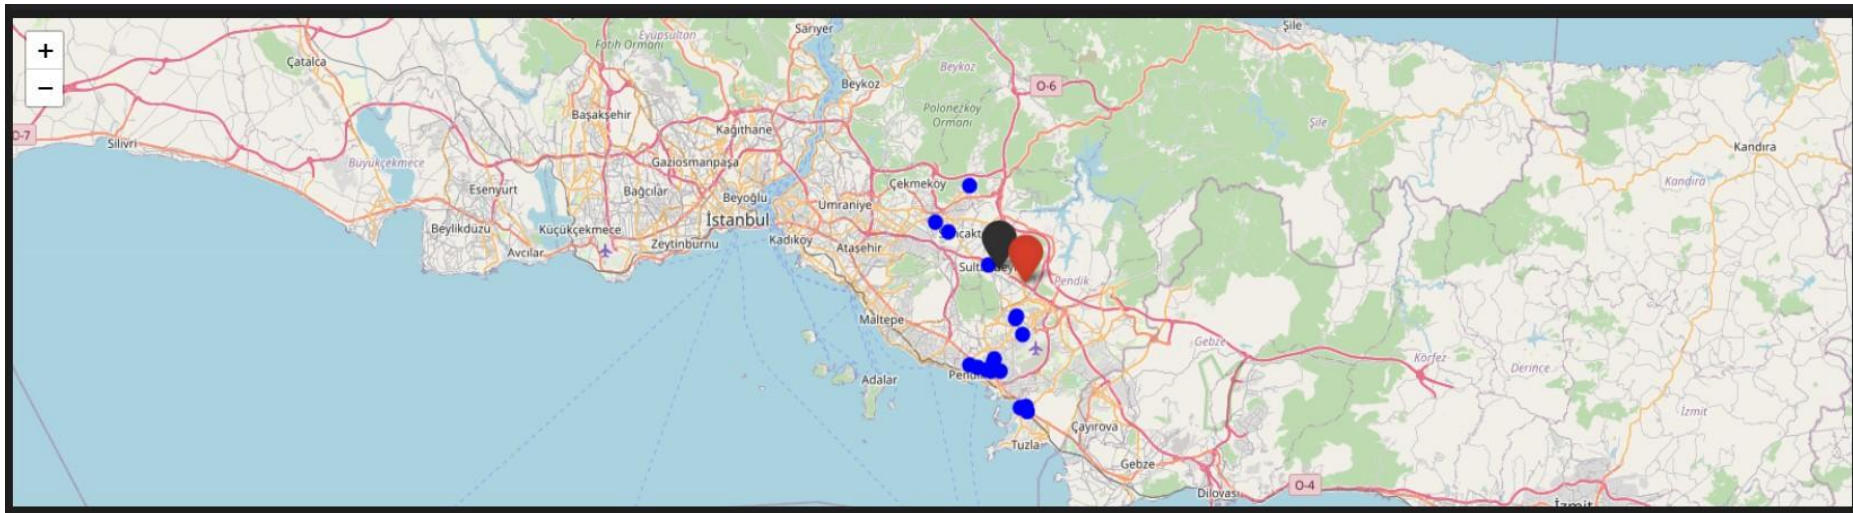 +
−
Şile
Sarıyer
Eyüpsultan
Fatih Ormanı
Çatalca
Beykoz
Beykoz
O-6
Polonezköy
Ormanı
Başakşehir
Kağıthane
Şile
O-7
Silivri
Kandıra
Büyükçekmece
Gaziosmanpaşa
Esenyurt
Bağcılar
Beyoğlu
Çekmeköy
Kandıra
İstanbul
Ümraniye
Beylikdüzü
Küçükçekmece
Avcılar
Zeytinburnu
Kadıköy
Ataşehir
Pendik
Maltepe
Gebze
Körfez
Derince
Adalar
İzmit
Çayırova
Tuzla
Gebze
Dilovası
O-4
İzmit